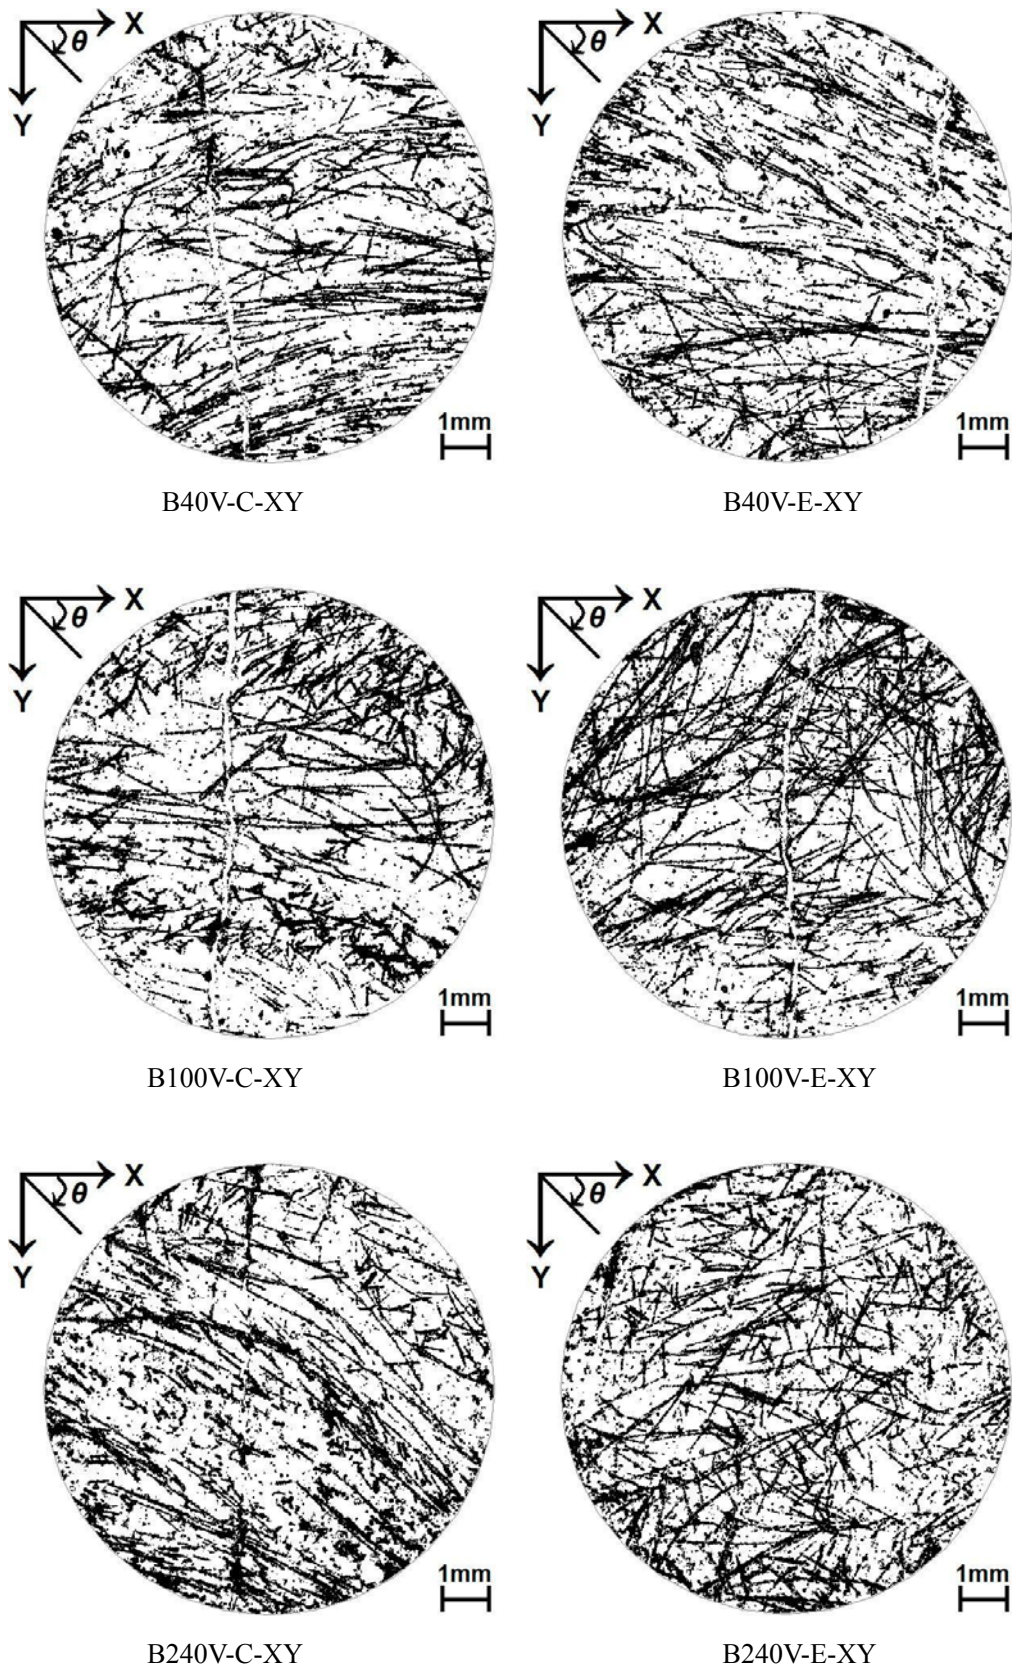 X X
θ θ
Y Y
1mm 1mm
B40V-C-XY B40V-E-XY
X X
θ θ
Y Y
1mm 1mm
B100V-C-XY B100V-E-XY
X X
θ θ
Y Y
1mm 1mm
B240V-C-XY B240V-E-XY